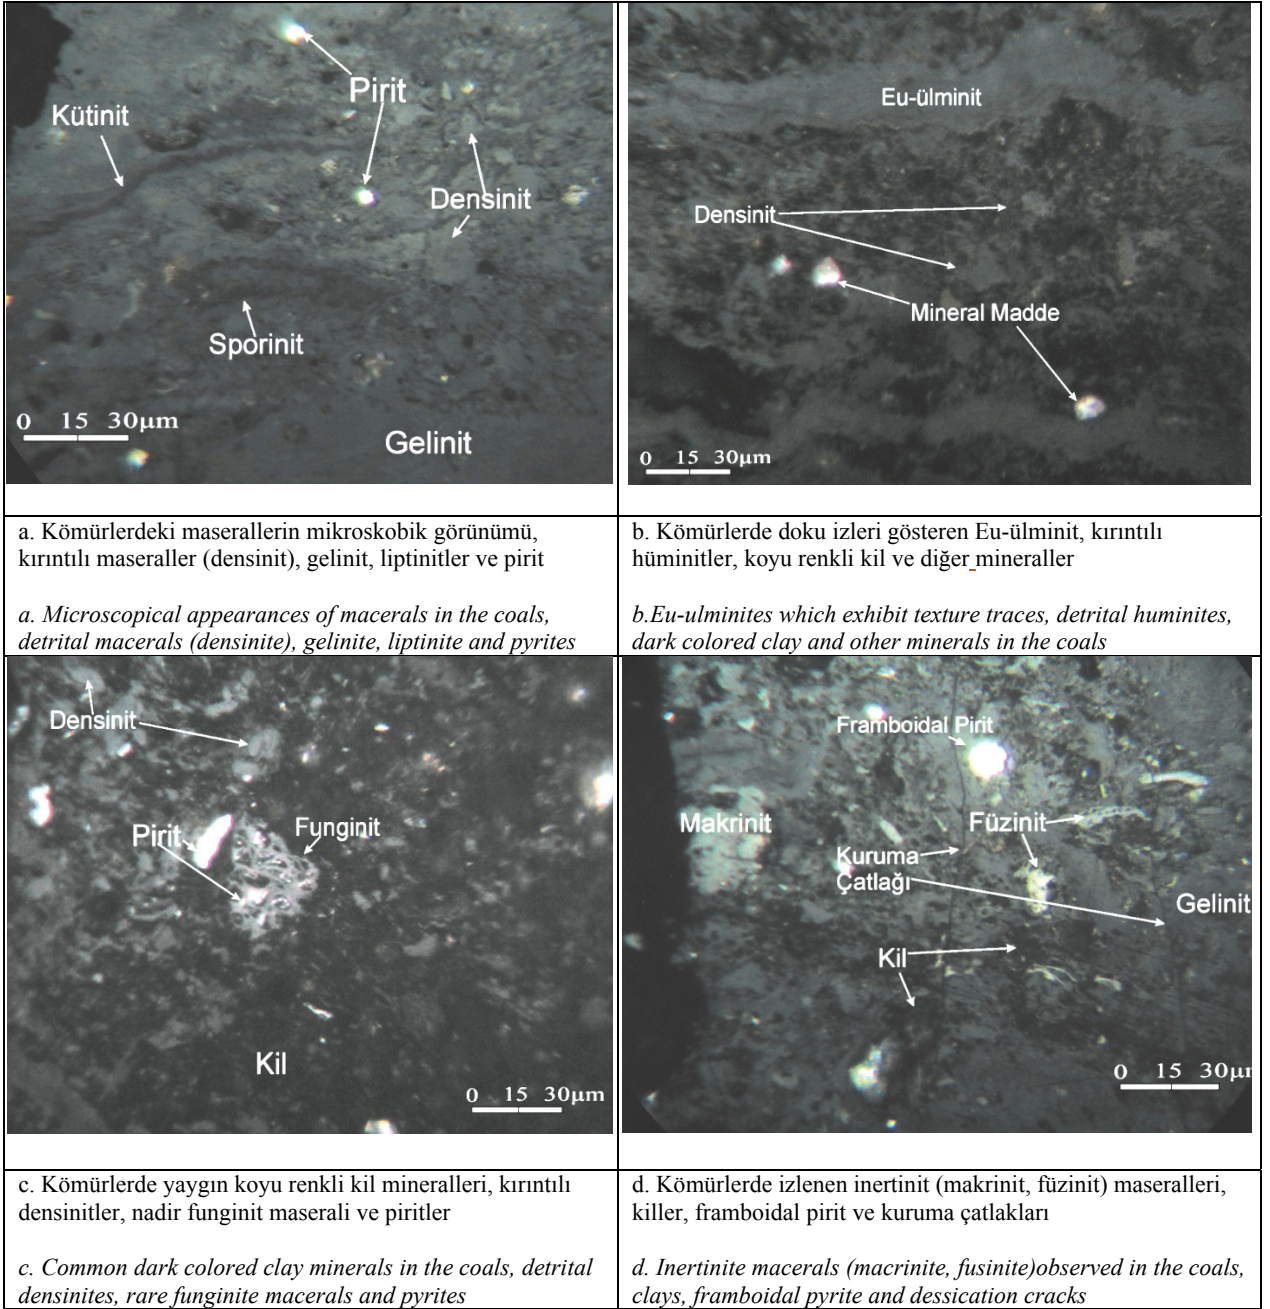 Pirit
Kütinit
Densinit
Sporinit
0 15 30µm
Gelinit
Eu-ülminit
Densinit
Mineral Madde
0 15 30µm
a. Kömürlerdeki maserallerin mikroskobik görünümü,
kırıntılı maseraller (densinit), gelinit, liptinitler ve pirit
a. Microscopical appearances of macerals in the coals,
detrital macerals (densinite), gelinite, liptinite and pyrites
b. Kömürlerde doku izleri gösteren Eu-ülminit, kırıntılı
hüminitler, koyu renkli kil ve diğer mineraller
b.Eu-ulminites which exhibit texture traces, detrital huminites,
dark colored clay and other minerals in the coals
Densinit
Pirit
Funginit
Kil
0 15 30µm
Framboidal Pirit
Makrinit
Füzinit
Kuruma
Çatlağı
Gelinit
Kil
0 15 30µm
c. Kömürlerde yaygın koyu renkli kil mineralleri, kırıntılı
densinitler, nadir funginit maserali ve piritler
c. Common dark colored clay minerals in the coals, detrital
densinites, rare funginite macerals and pyrites
d. Kömürlerde izlenen inertinit (makrinit, füzinit) maseralleri,
killer, framboidal pirit ve kuruma çatlakları
d. Inertinite macerals (macrinite, fusinite)observed in the coals,
clays, framboidal pyrite and dessication cracks